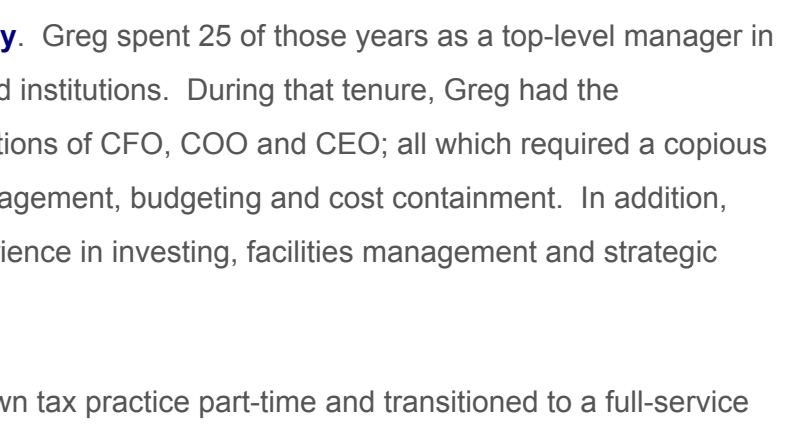 y. Greg spent 25 of those years as a top-level manager in
d institutions. During that tenure, Greg had the
tions of CFO, COO and CEO; all which required a copious
agement, budgeting and cost containment. In addition,
rience in investing, facilities management and strategic
wn tax practice part-time and transitioned to a full-service